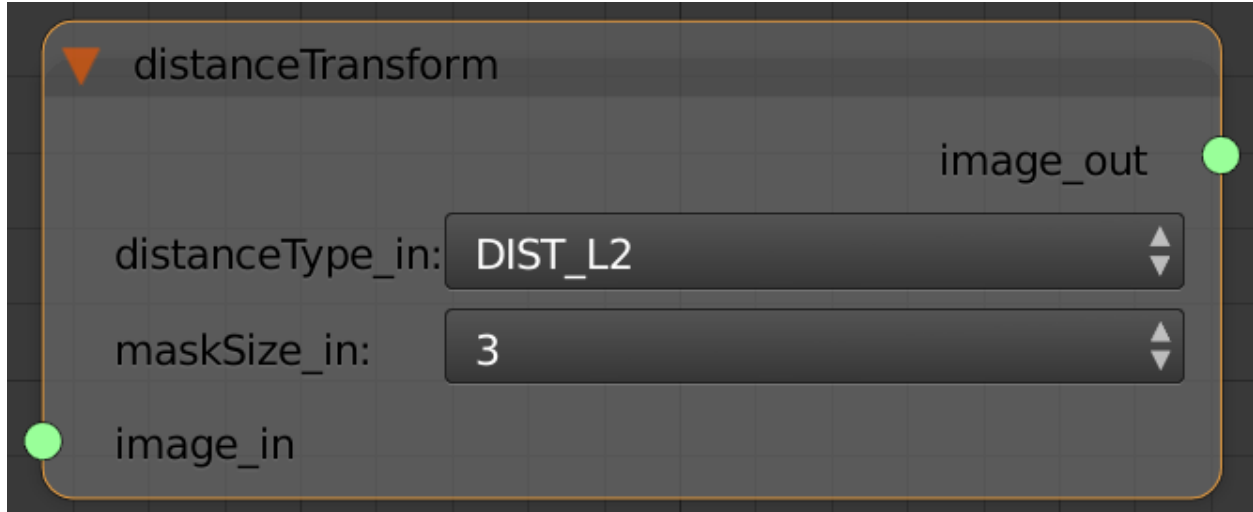 distanceTransform
image_out
distanceType_in: DIST_L2
maskSize_in: 3
image_in